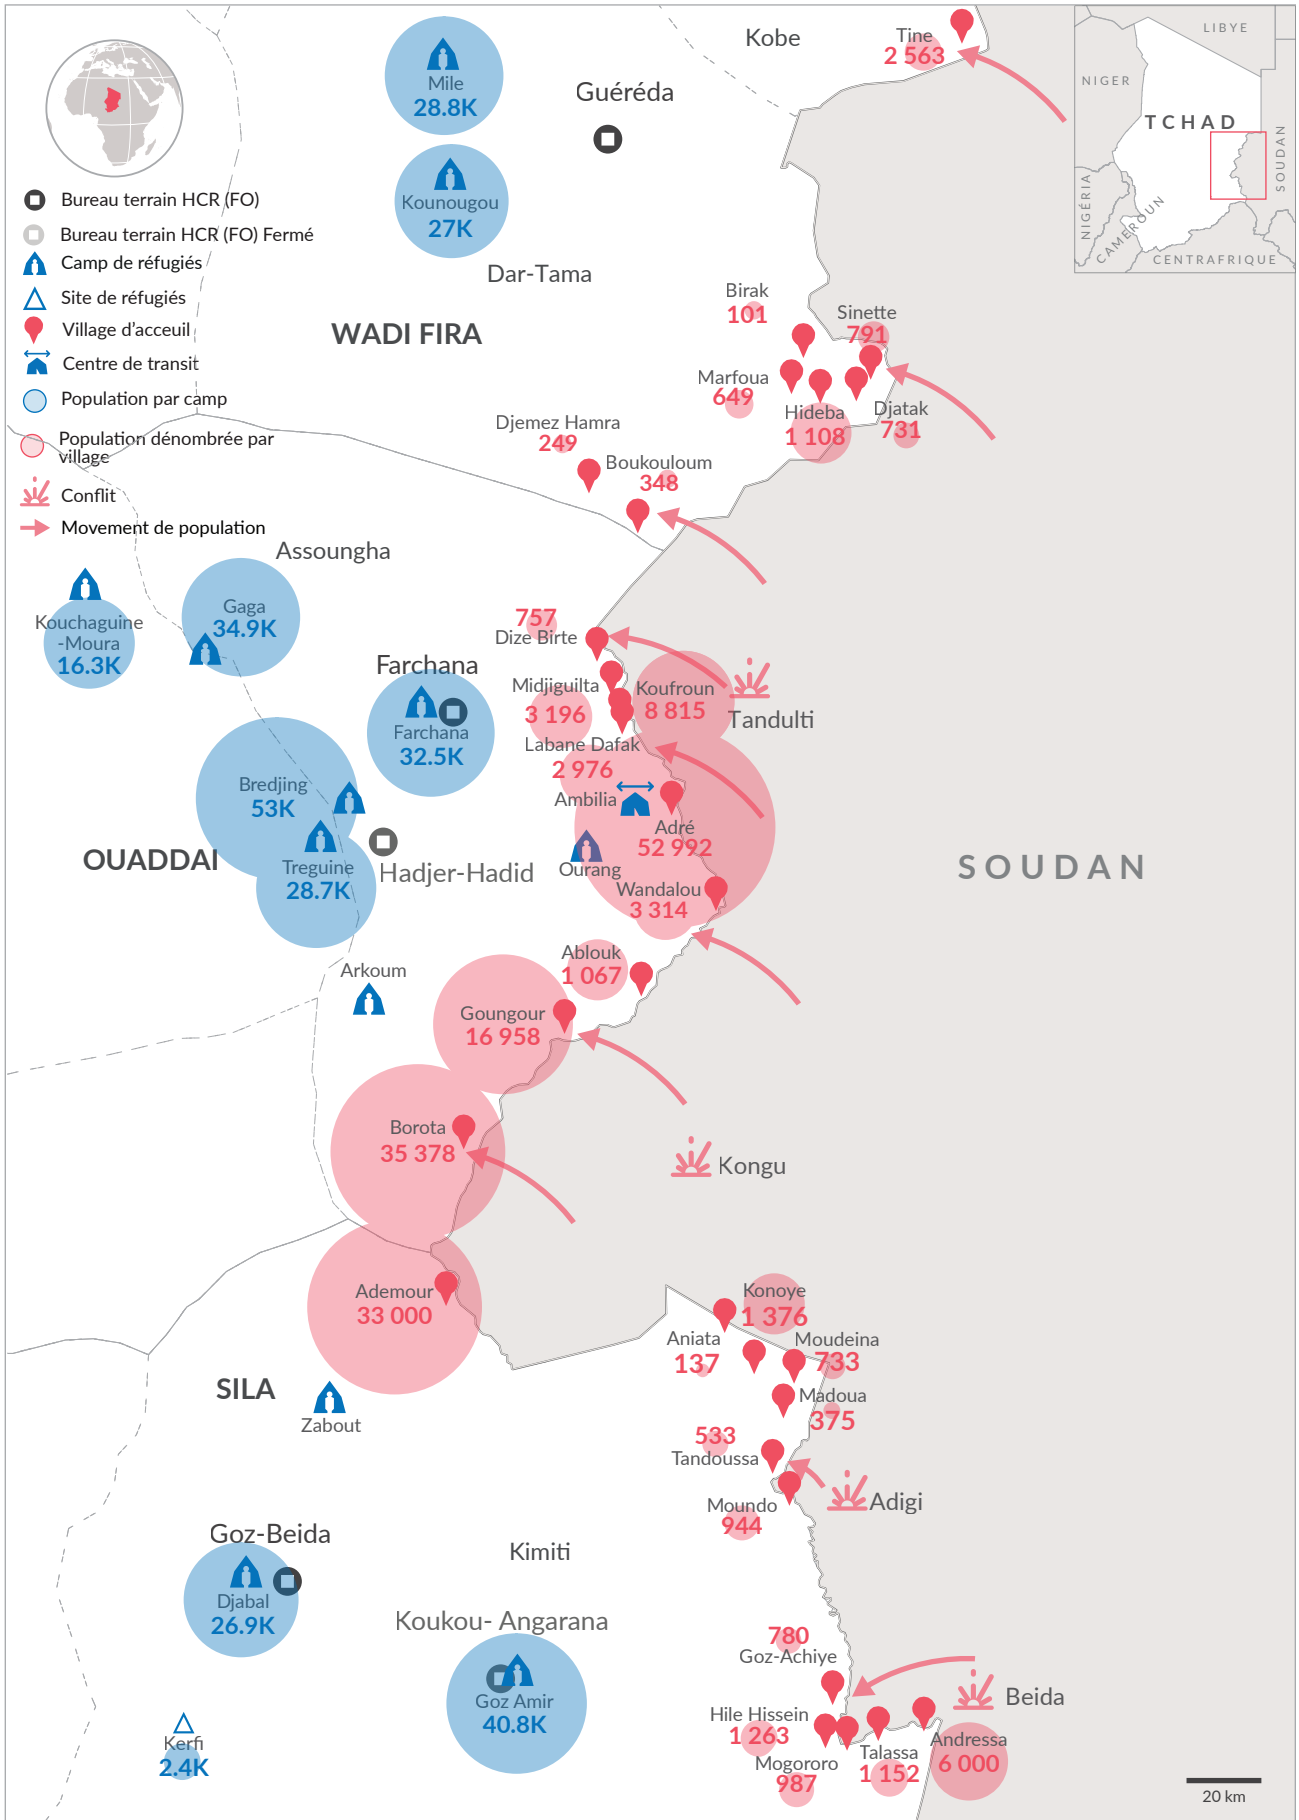 Kobe
Tine
2 563
LIBYE
NIGER
TCHAD
SOUDAN
NIGÉRIA
CAMEROUN
CENTRAFRIQUE
Mile
28.8K
Guéréda
Kounougou
27K
Dar-Tama
WADI FIRA
Bureau terrain HCR (FO)
Bureau terrain HCR (FO) Fermé
Camp de réfugiés
Site de réfugiés
Village d'acceuil
Centre de transit
Population par camp
Population dénombrée par
village
Conflit
Movement de population
Birak
101
Sinette
791
Marfoua
649
Hideba
1 108
Djatak
731
Djemez Hamra
249
Boukouloum
348
Assoungha
Kouchaguine
-Moura
16.3K
Gaga
34.9K
757
Dize Birte
Farchana
Farchana
32.5K
Midjiguilta
3 196
Koufroun
8 815
Tandulti
Labane Dafak
2 976
Bredjing
53K
Ambilia
Adré
52 992
OUADDAI
Treguine
28.7K
Hadjer-Hadid
Ourang
Wandalou
3 314
SOUDAN
Arkoum
Ablouk
1 067
Goungour
16 958
Borota
35 378
Kongu
Ademour
33 000
Konoye
1 376
Aniata
137
Moudeina
733
SILA
Zabout
Madoua
375
533
Tandoussa
Moundo
944
Adigi
Goz-Beida
Djabal
26.9K
Kimiti
Koukou- Angarana
Goz Amir
40.8K
780
Goz-Achiye
Beida
Kerfi
2.4K
Hile Hissein
1 263
Mogororo
987
Talassa
1 152
Andressa
6 000
20 km